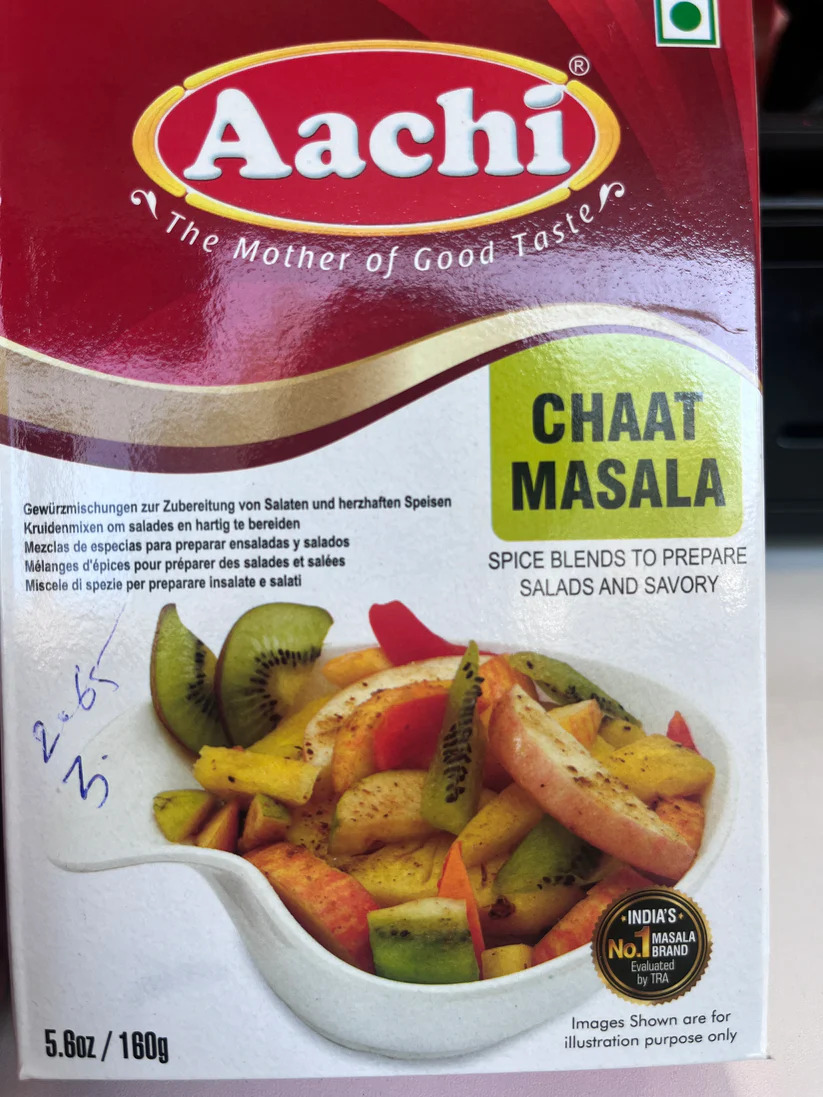 Aachi®
The Mother of Good Taste
CHAAT
MASALA
SPICE BLENDS TO PREPARE
SALADS AND SAVORY
Gewürzmischungen zur Zubereitung von Salaten und herzhaften Speisen
Kruidenmixen om salades en hartig te bereiden
Mezclas de especias para preparar ensaladas y salados
Mélanges d'épices pour préparer des salades et salées
Miscele di spezie per preparare insalate e salati
2.65
INDIA'S
No.1 MASALA
BRAND
Evaluated
by TRA
Images Shown are for
illustration purpose only
5.6oz / 160g